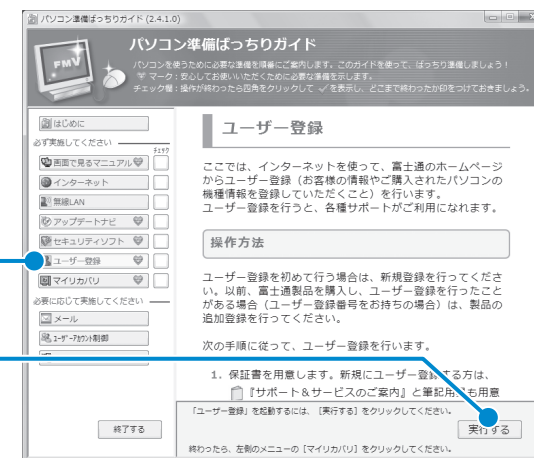 パソコン準備ばっちりガイド (2.4.1.0)
FMV
パソコン準備ばっちりガイド
パソコンを使うために必要な準備を順番にご案内します。このガイドを使って、ばっちり準備しましょう！
マーク：安心してお使いいただくために必要な準備を示します。
チェック欄：操作が終わったら四角をクリックして ✓ を表示し、どこまで終わったか印をつけておきましょう。
はじめに
必ず実施してください
チェック
画面で見るマニュアル
インターネット
無線LAN
アップデートナビ
セキュリティソフト
ユーザー登録
マイリカバリ
必要に応じて実施してください
メール
ユーザーアカウント制御
終了する
ユーザー登録
ここでは、インターネットを使って、富士通のホームページ
からユーザー登録（お客様の情報やご購入されたパソコンの
機種情報を登録していただくこと）を行います。
ユーザー登録を行うと、各種サポートがご利用になれます。
操作方法
ユーザー登録を初めて行う場合は、新規登録を行ってくださ
い。以前、富士通製品を購入し、ユーザー登録を行ったこと
がある場合（ユーザー登録番号をお持ちの場合）は、製品の
追加登録を行ってください。
次の手順に従って、ユーザー登録を行います。
1. 保証書を用意します。新規にユーザー登録する方は、
『サポート＆サービスのご案内』と筆記用具も用意
「ユーザー登録」を起動するには、［実行する］をクリックしてください。
実行する
終わったら、左側のメニューの［マイリカバリ］をクリックしてください。